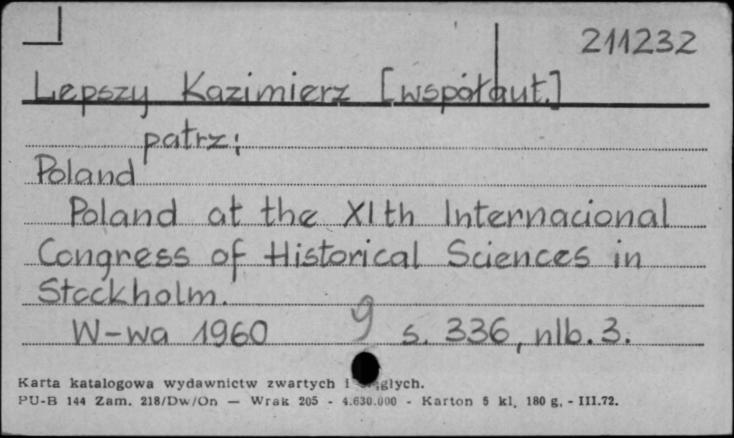 211232
Lepszy Kazimierz [współaut.]
patrz:
Poland
Poland at the XIth Internacional
Congress of Historical Sciences in
Stockholm.
W-wa 1960 g s. 336, nlb. 3.
Karta katalogowa wydawnictw zwartych i ciągłych.
PU-B 144 Zam. 218/Dw/On — Wrak 205 - 4.630.000 - Karton 5 kl, 180 g, - III.72.